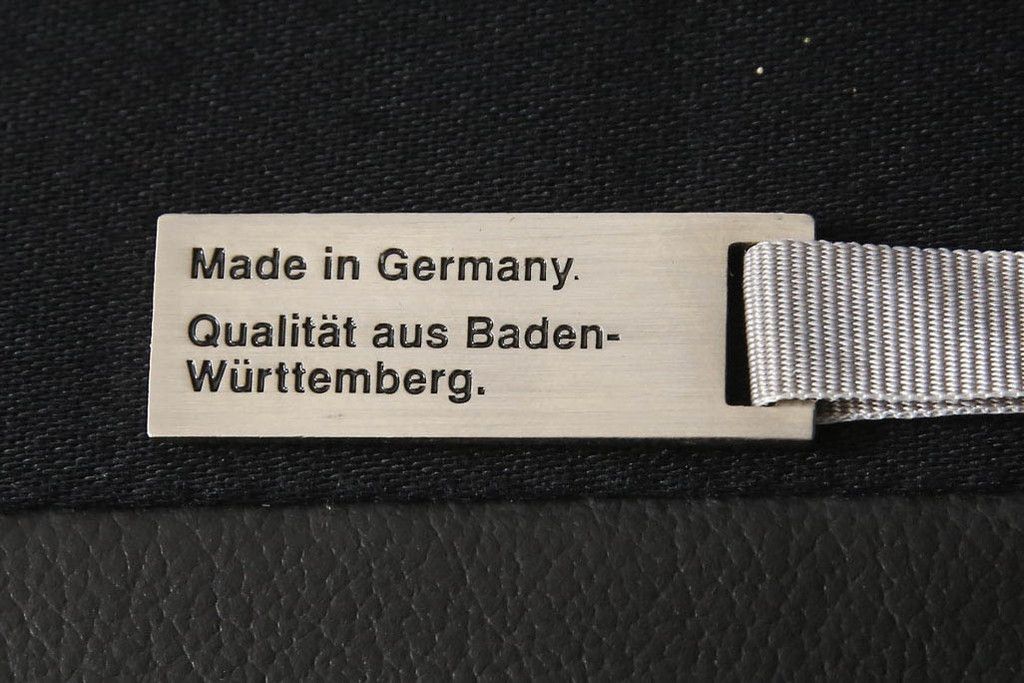 Made in Germany.
Qualität aus Baden-
Württemberg.